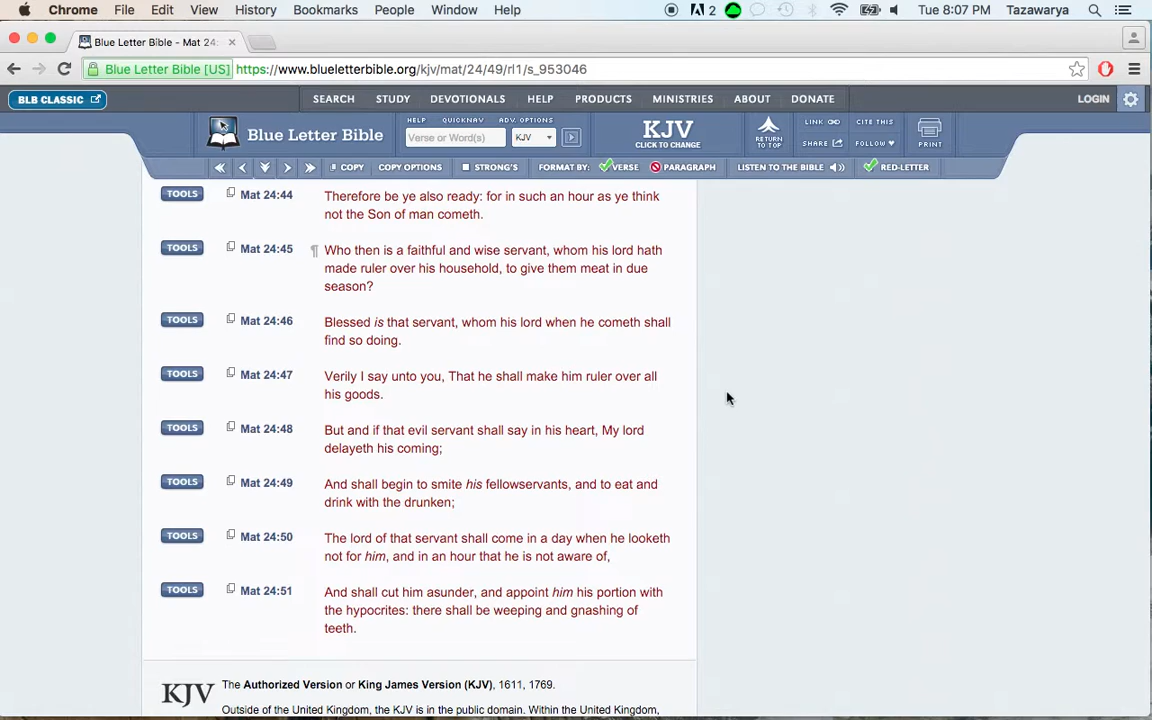 Chrome File Edit View History Bookmarks People Window Help 2 Tue 8:07 PM Tazawarya
Blue Letter Bible - Mat 24:
Blue Letter Bible [US] https://www.blueletterbible.org/kjv/mat/24/49/rl1/s_953046
BLB CLASSIC SEARCH STUDY DEVOTIONALS HELP PRODUCTS MINISTRIES ABOUT DONATE LOGIN
HELP QUICKNAV ADV. OPTIONS
Blue Letter Bible Verse or Word(s) KJV
KJV
CLICK TO CHANGE
RETURN
TO TOP
LINK CITE THIS
SHARE FOLLOW
PRINT
COPY COPY OPTIONS STRONG'S FORMAT BY: VERSE PARAGRAPH LISTEN TO THE BIBLE RED-LETTER
TOOLS Mat 24:44 Therefore be ye also ready: for in such an hour as ye think
not the Son of man cometh.
TOOLS Mat 24:45 ¶ Who then is a faithful and wise servant, whom his lord hath
made ruler over his household, to give them meat in due
season?
TOOLS Mat 24:46 Blessed is that servant, whom his lord when he cometh shall
find so doing.
TOOLS Mat 24:47 Verily I say unto you, That he shall make him ruler over all
his goods.
TOOLS Mat 24:48 But and if that evil servant shall say in his heart, My lord
delayeth his coming;
TOOLS Mat 24:49 And shall begin to smite his fellowservants, and to eat and
drink with the drunken;
TOOLS Mat 24:50 The lord of that servant shall come in a day when he looketh
not for him, and in an hour that he is not aware of,
TOOLS Mat 24:51 And shall cut him asunder, and appoint him his portion with
the hypocrites: there shall be weeping and gnashing of
teeth.
KJV The Authorized Version or King James Version (KJV), 1611, 1769.
Outside of the United Kingdom, the KJV is in the public domain. Within the United Kingdom,